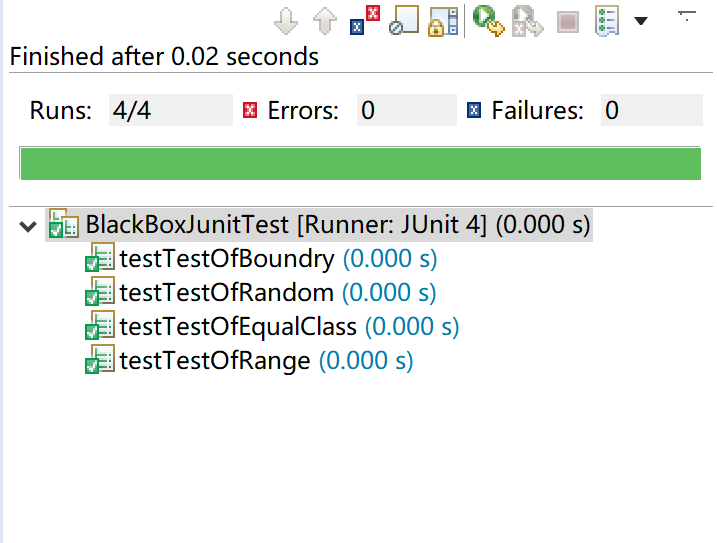 Finished after 0.02 seconds
Runs: 4/4 Errors: 0 Failures: 0
BlackBoxJunitTest [Runner: JUnit 4] (0.000 s)
testTestOfBoundry (0.000 s)
testTestOfRandom (0.000 s)
testTestOfEqualClass (0.000 s)
testTestOfRange (0.000 s)